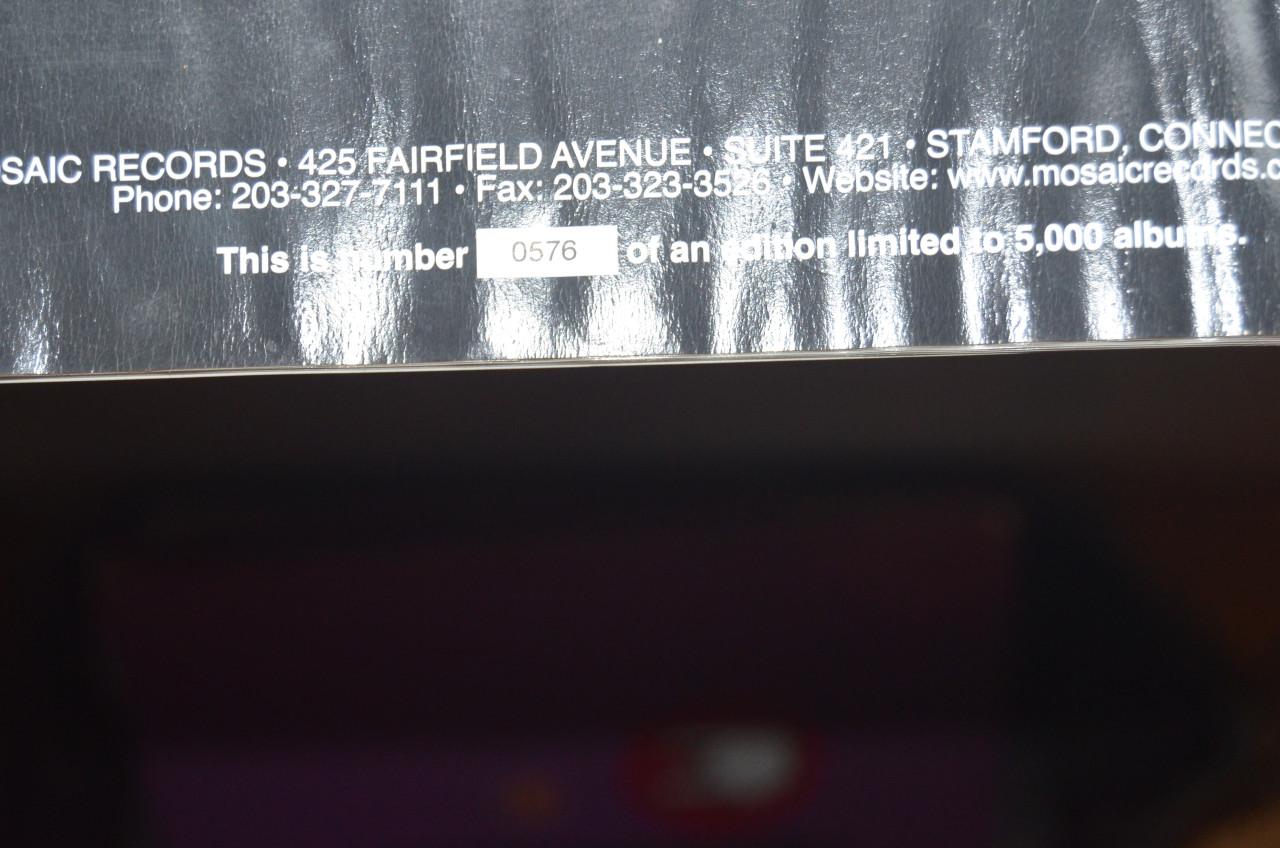 SAIC RECORDS • 425 FAIRFIELD AVENUE • SUITE 421 • STAMFORD, CONNEC
Phone: 203-327-7111 • Fax: 203-323-3526 • Website: www.mosaicrecords.c
This is number 0576 of an edition limited to 5,000 albums.